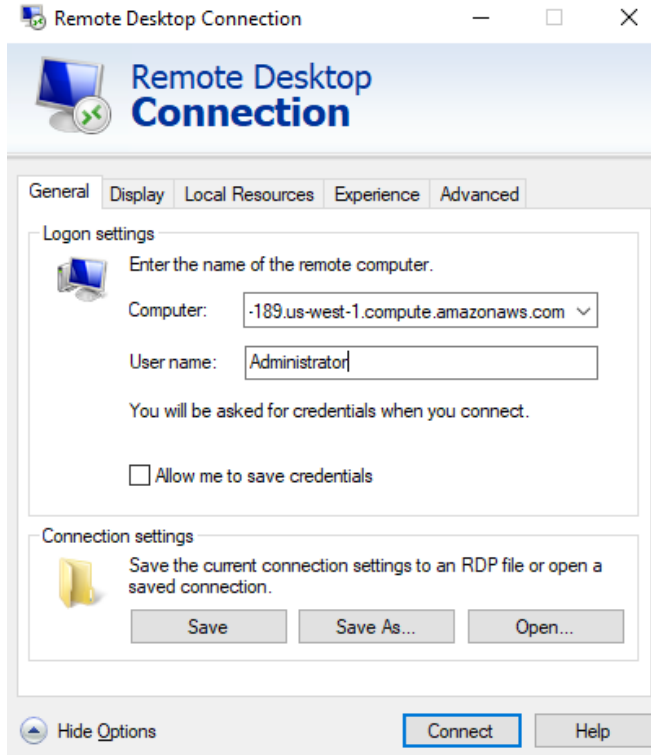 Remote Desktop Connection
Remote Desktop
Connection
General Display Local Resources Experience Advanced
Logon settings
Enter the name of the remote computer.
Computer: -189.us-west-1.compute.amazonaws.com
User name: Administrator
You will be asked for credentials when you connect.
Allow me to save credentials
Connection settings
Save the current connection settings to an RDP file or open a
saved connection.
Save Save As... Open...
Hide Options Connect Help